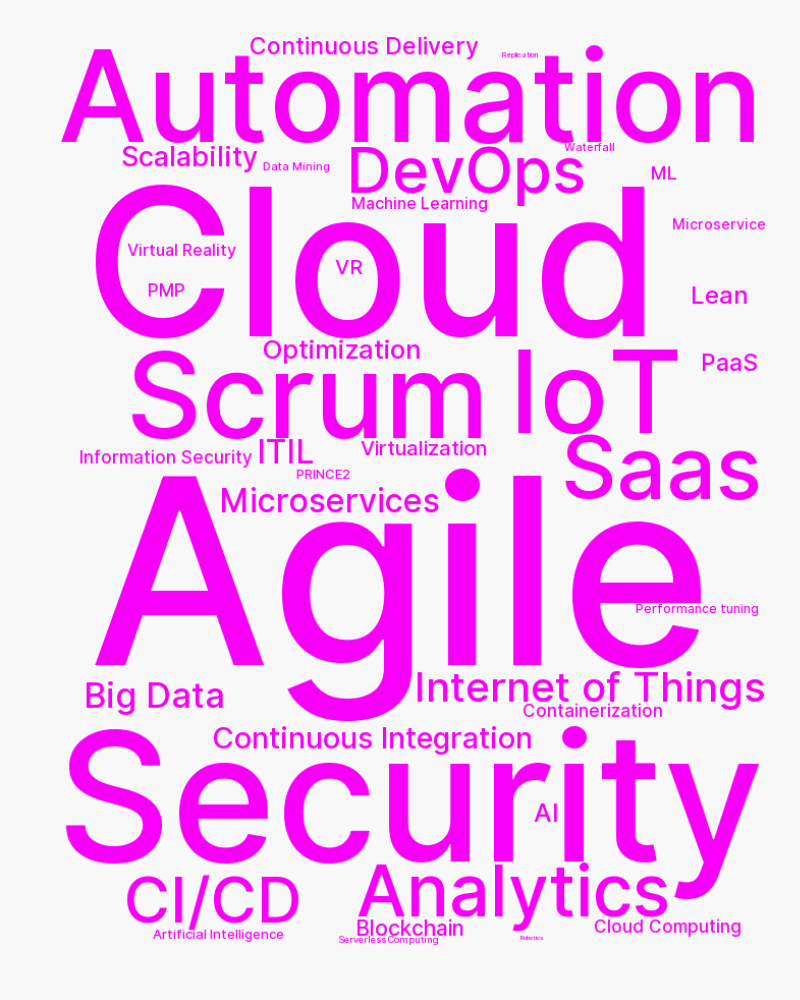 Continuous Delivery
Replication
Automation
Waterfall
Scalability
Data Mining
DevOps
ML
Machine Learning
Cloud
Microservice
Virtual Reality
VR
PMP
Lean
Optimization
Scrum
IoT
PaaS
Information Security
ITIL
Virtualization
Saas
PRINCE2
Microservices
Agile
Performance tuning
Big Data
Internet of Things
Containerization
Continuous Integration
Security
AI
CI/CD
Analytics
Artificial Intelligence
Blockchain
Cloud Computing
Serverless Computing
Robotics